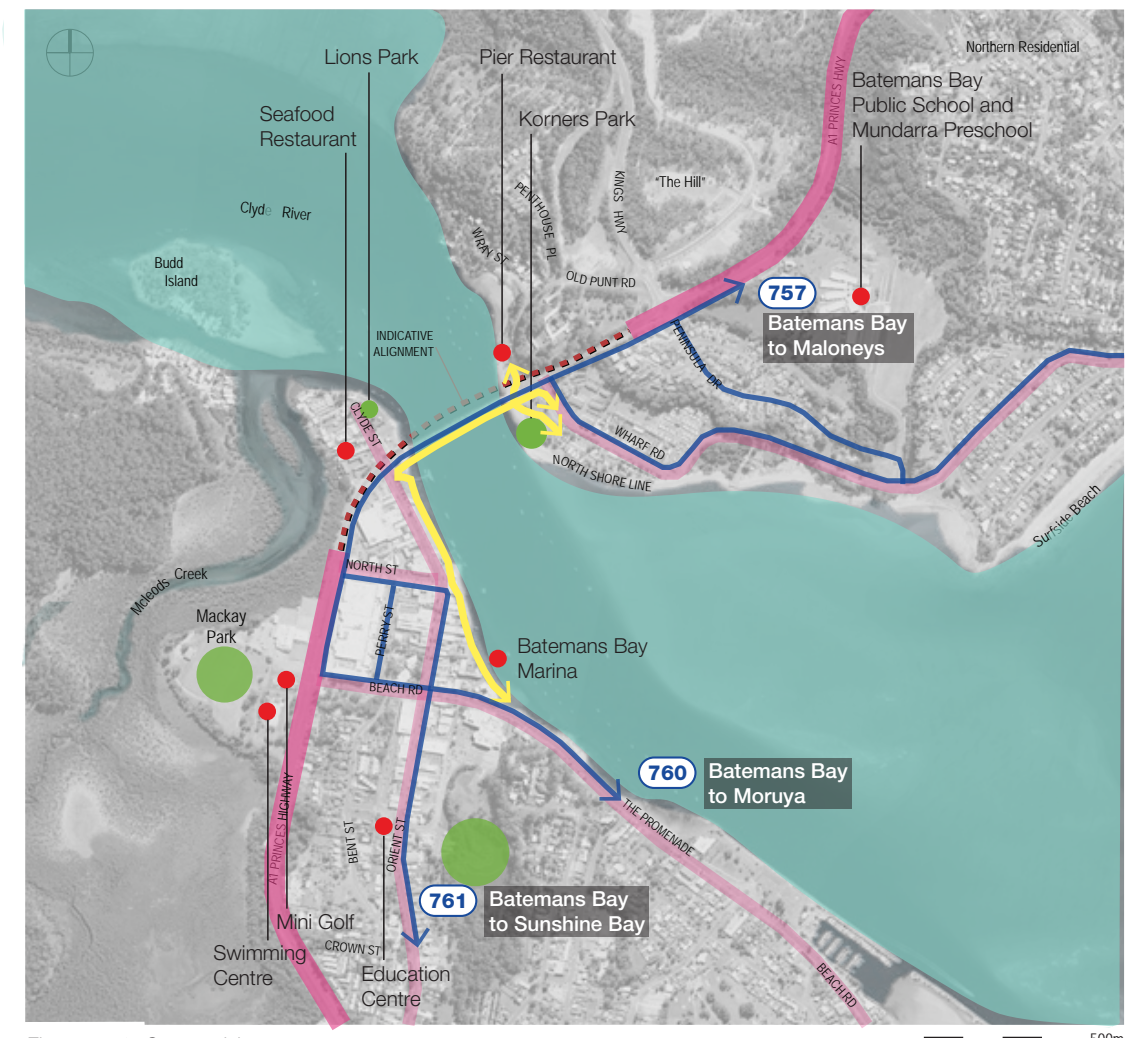 Lions Park
Pier Restaurant
Northern Residential
A1 PRINCES HWY
Batemans Bay
Public School and
Mundarra Preschool
Seafood
Restaurant
Korners Park
KINGS HWY
"The Hill"
PENTHOUSE PL
Clyde River
WRAY ST
Budd
Island
OLD PUNT RD
757
Batemans Bay
to Maloneys
INDICATIVE
ALIGNMENT
PENNINSULA DR
CLYDE ST
WHARF RD
NORTH SHORE LINE
Surfside Beach
NORTH ST
Mcleods Creek
Mackay
Park
PERRY ST
Batemans Bay
Marina
BEACH RD
760
Batemans Bay
to Moruya
THE PROMENADE
A1 PRINCES HIGHWAY
BENT ST
ORIENT ST
761
Batemans Bay
to Sunshine Bay
Mini Golf
CROWN ST
Swimming
Centre
Education
Centre
BEACH RD
500m